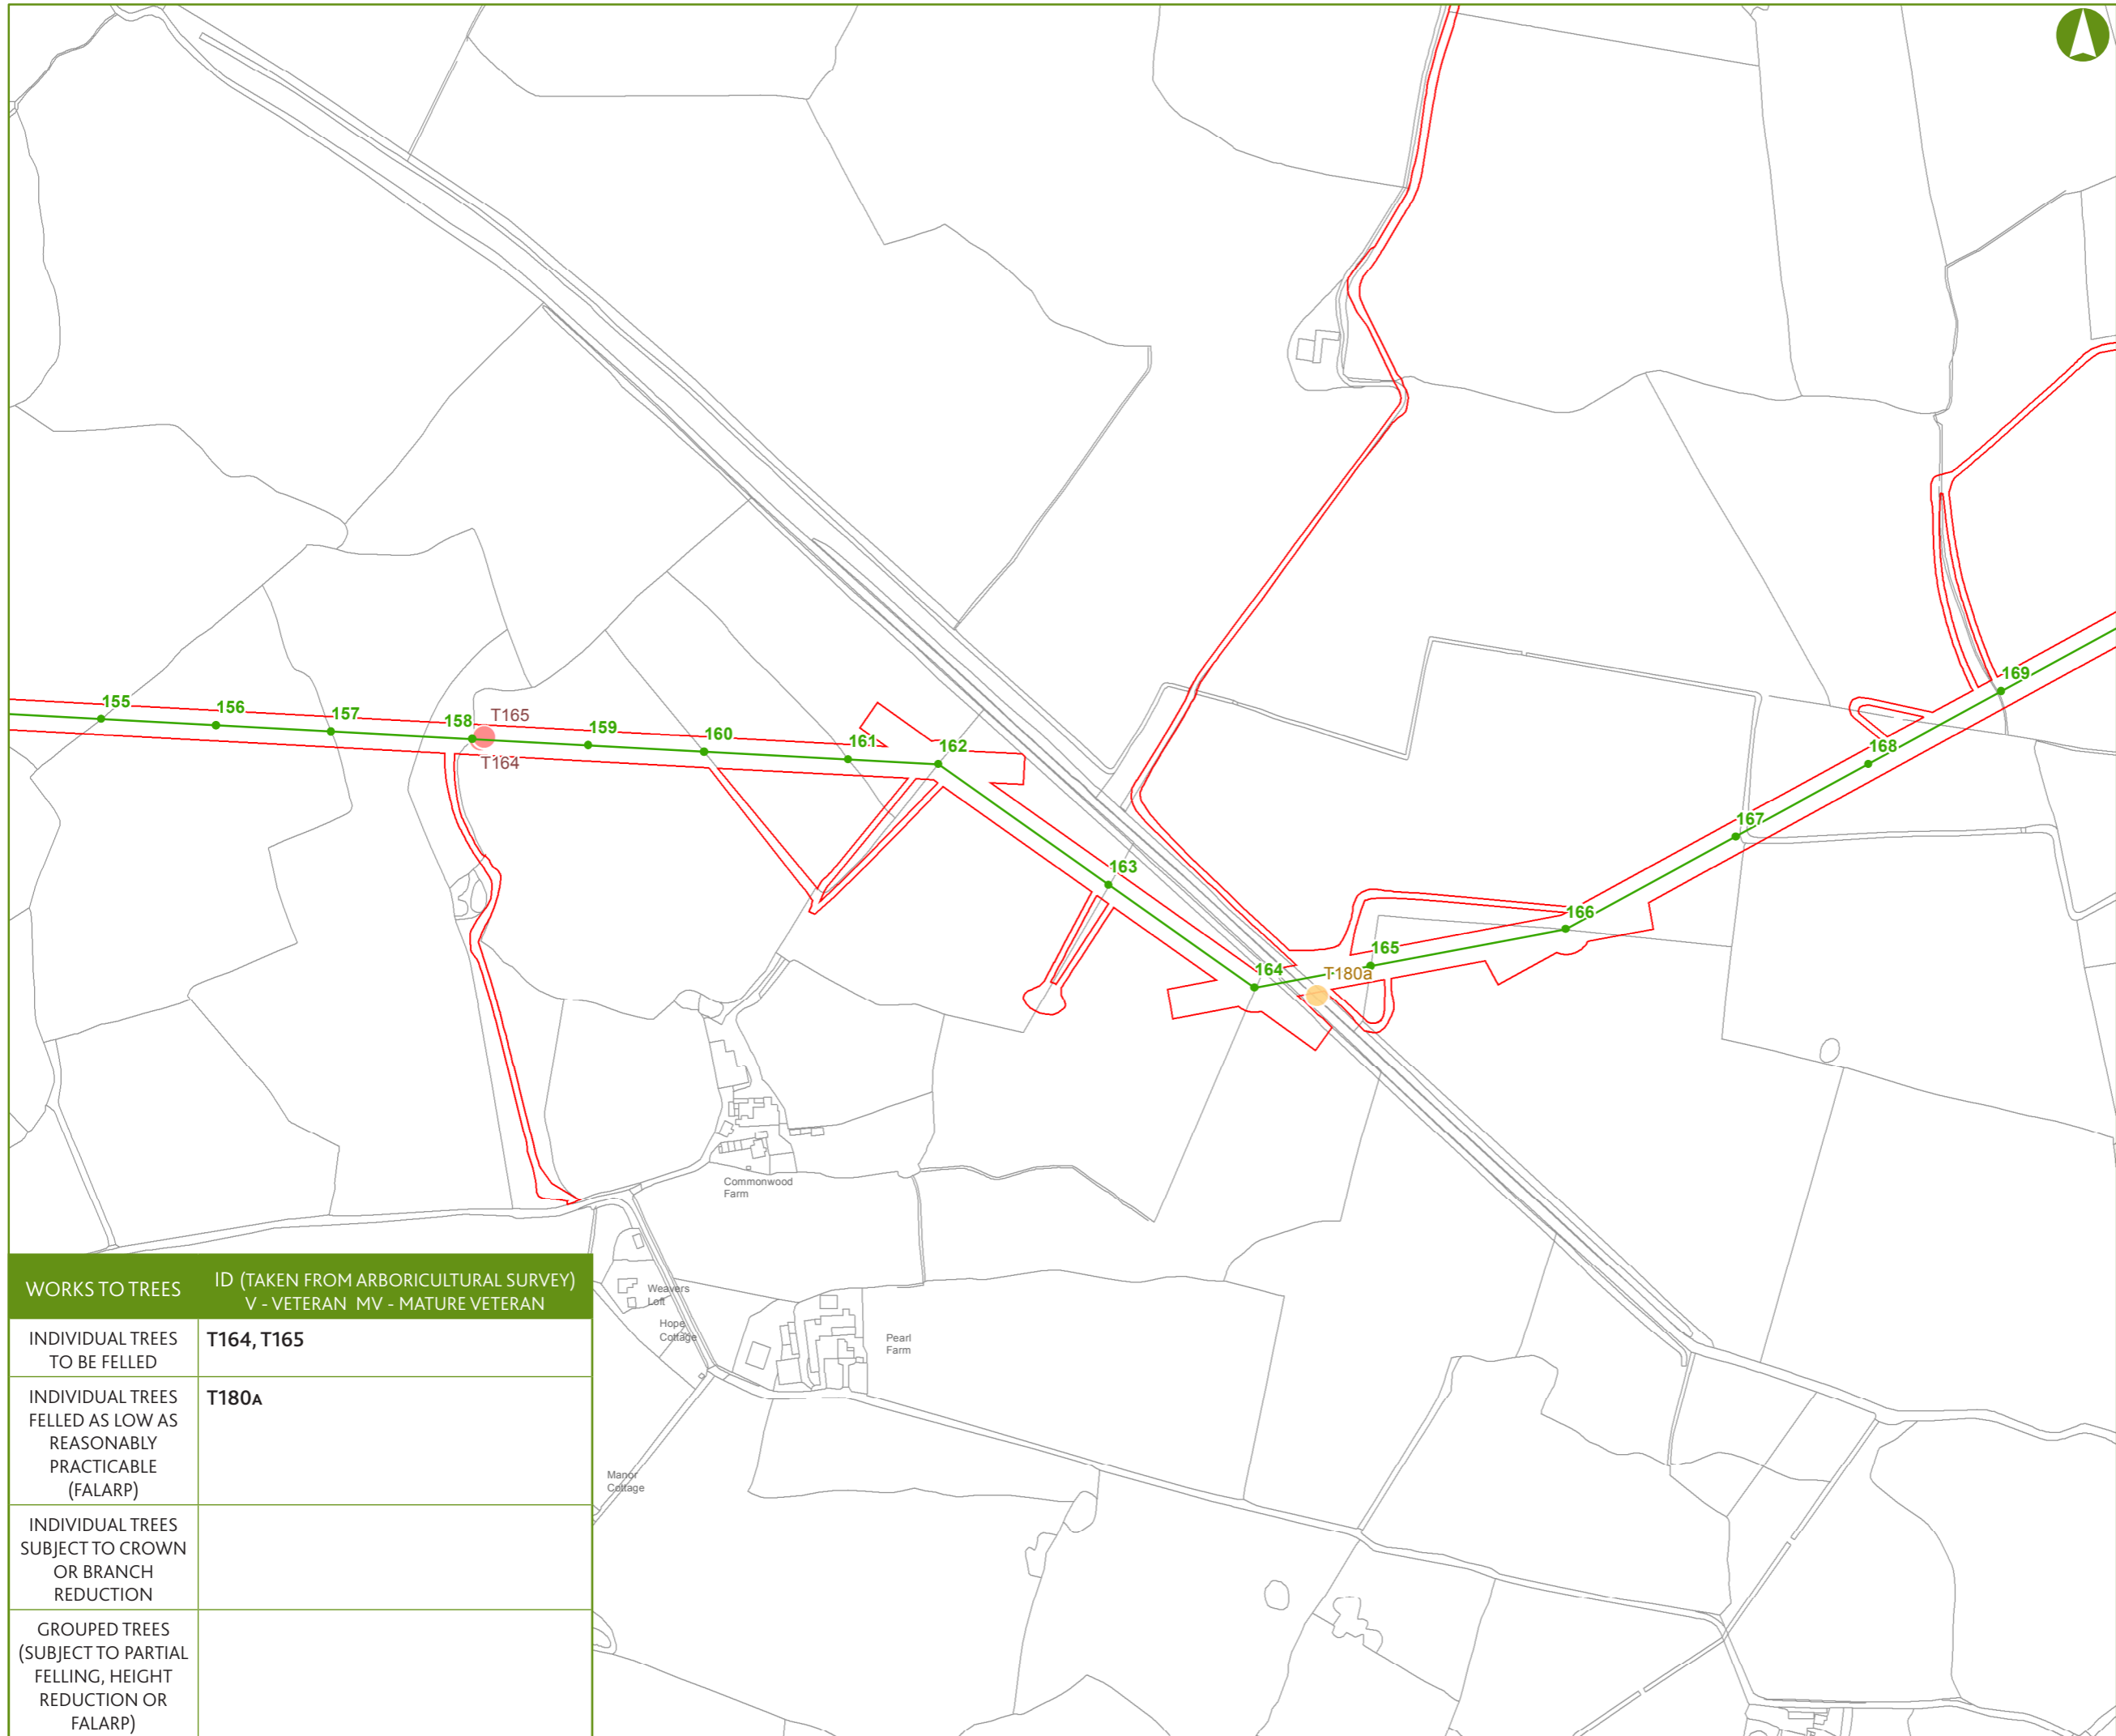 155
156
157
158
T165
T164
159
160
161
162
163
164
165
T180a
166
167
168
169
Commonwood
Farm
Weavers
Loft
Hope
Cottage
Pearl
Farm
Manor
Cottage
WORKS TO TREES
ID (TAKEN FROM ARBORICULTURAL SURVEY)
V - VETERAN MV - MATURE VETERAN
INDIVIDUAL TREES
TO BE FELLED
T164, T165
INDIVIDUAL TREES
FELLED AS LOW AS
REASONABLY
PRACTICABLE
(FALARP)
T180A
INDIVIDUAL TREES
SUBJECT TO CROWN
OR BRANCH
REDUCTION
GROUPED TREES
(SUBJECT TO PARTIAL
FELLING, HEIGHT
REDUCTION OR
FALARP)